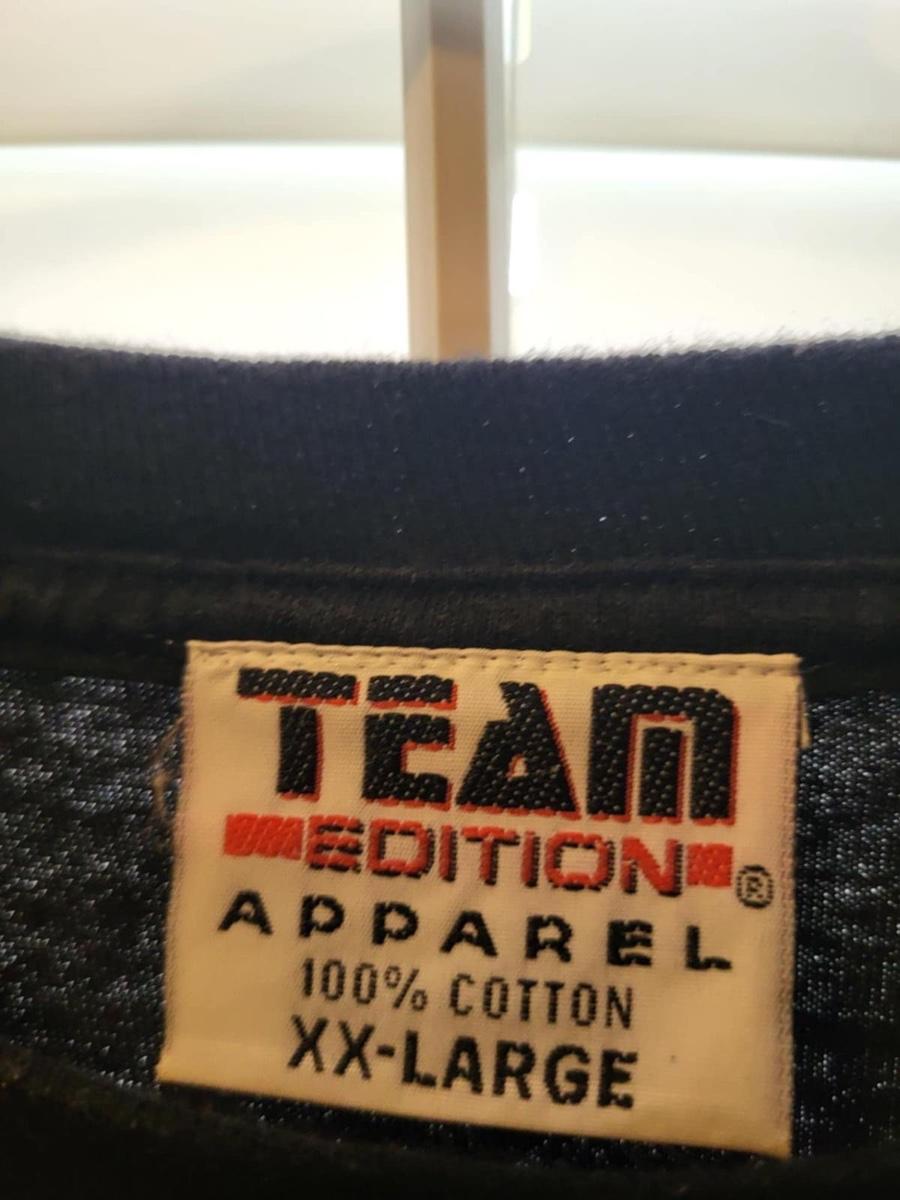 TEAM
EDITION®
APPAREL
100% COTTON
XX-LARGE